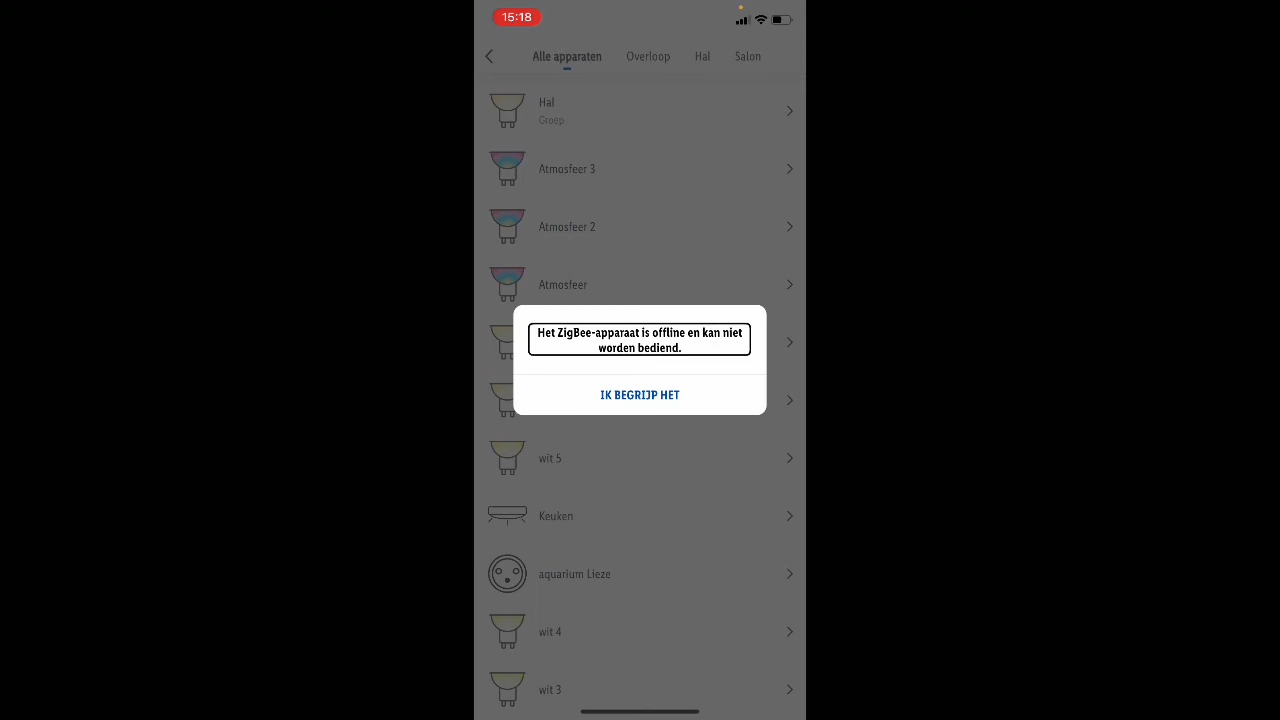 15:18
Alle apparaten Overloop Hal Salon
Hal
Groep
Atmosfeer 3
Atmosfeer 2
Atmosfeer
Het ZigBee-apparaat is offline en kan niet
worden bediend.
IK BEGRIJP HET
wit 5
Keuken
aquarium Lieze
wit 4
wit 3